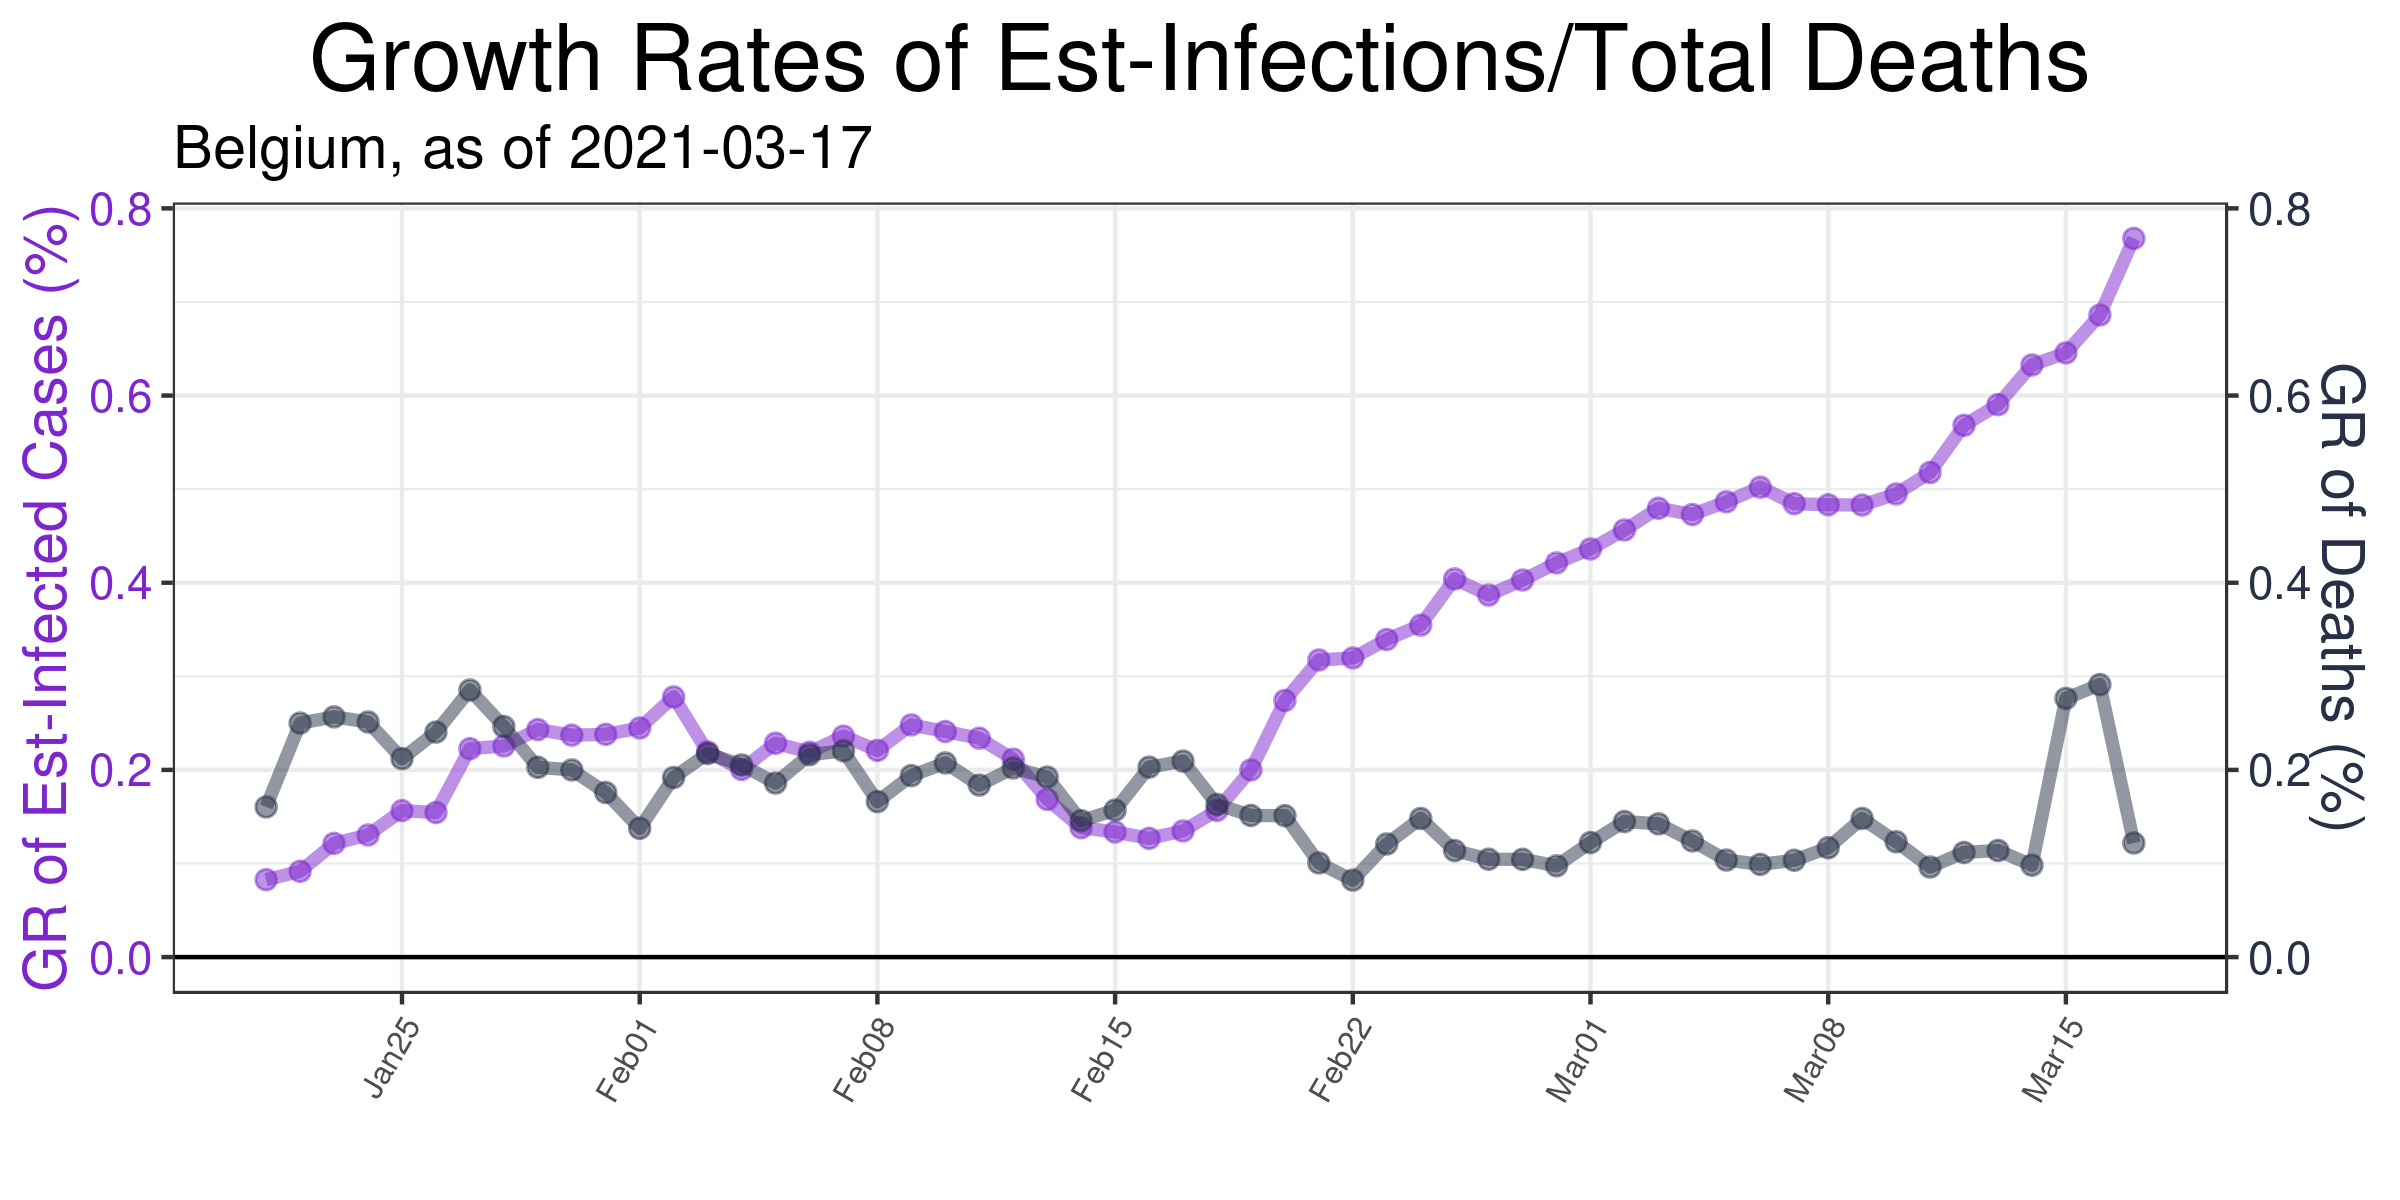 Growth Rates of Est-Infections/Total Deaths
Belgium, as of 2021-03-17
GR of Est-Infected Cases (%)
0.8
0.6
0.4
0.2
0.0
0.8
0.6
0.4
0.2
0.0
GR of Deaths (%)
Jan25
Feb01
Feb08
Feb15
Feb22
Mar01
Mar08
Mar15